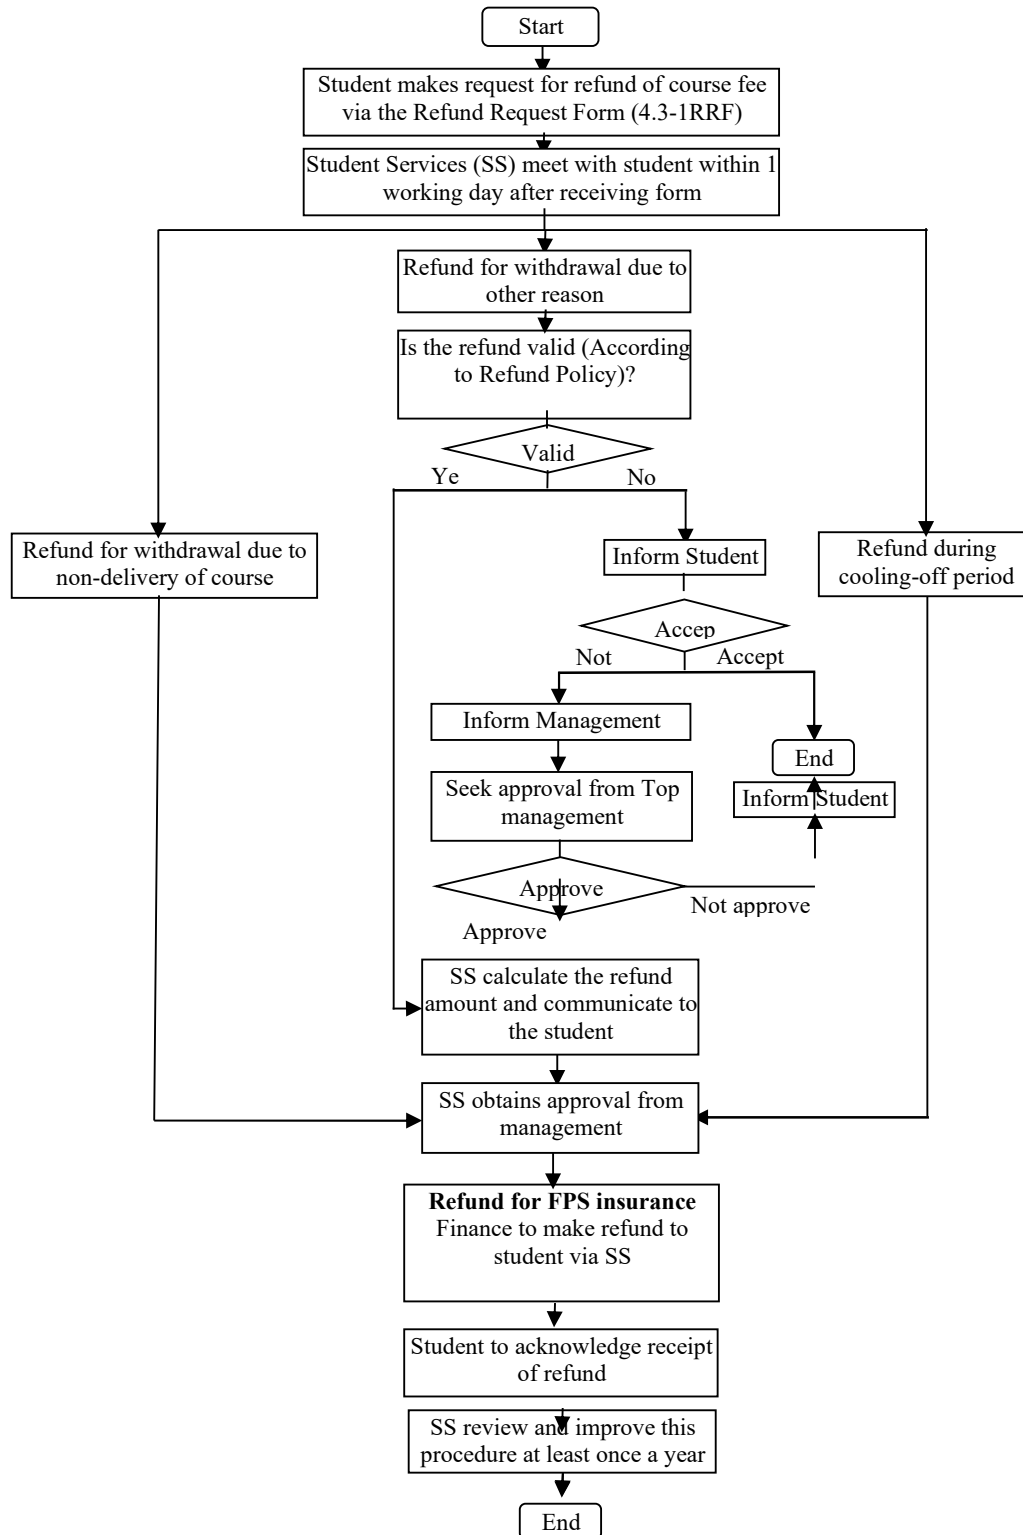 Start
Student makes request for refund of course fee
via the Refund Request Form (4.3-1RRF)
Student Services (SS) meet with student within 1
working day after receiving form
Refund for withdrawal due to
other reason
Is the refund valid (According
to Refund Policy)?
Valid
Ye
No
Refund for withdrawal due to
non-delivery of course
Inform Student
Refund during
cooling-off period
Accep
Not
Accept
Inform Management
End
Seek approval from Top
management
Inform Student
Approve
Not approve
Approve
SS calculate the refund
amount and communicate to
the student
SS obtains approval from
management
Refund for FPS insurance
Finance to make refund to
student via SS
Student to acknowledge receipt
of refund
SS review and improve this
procedure at least once a year
End